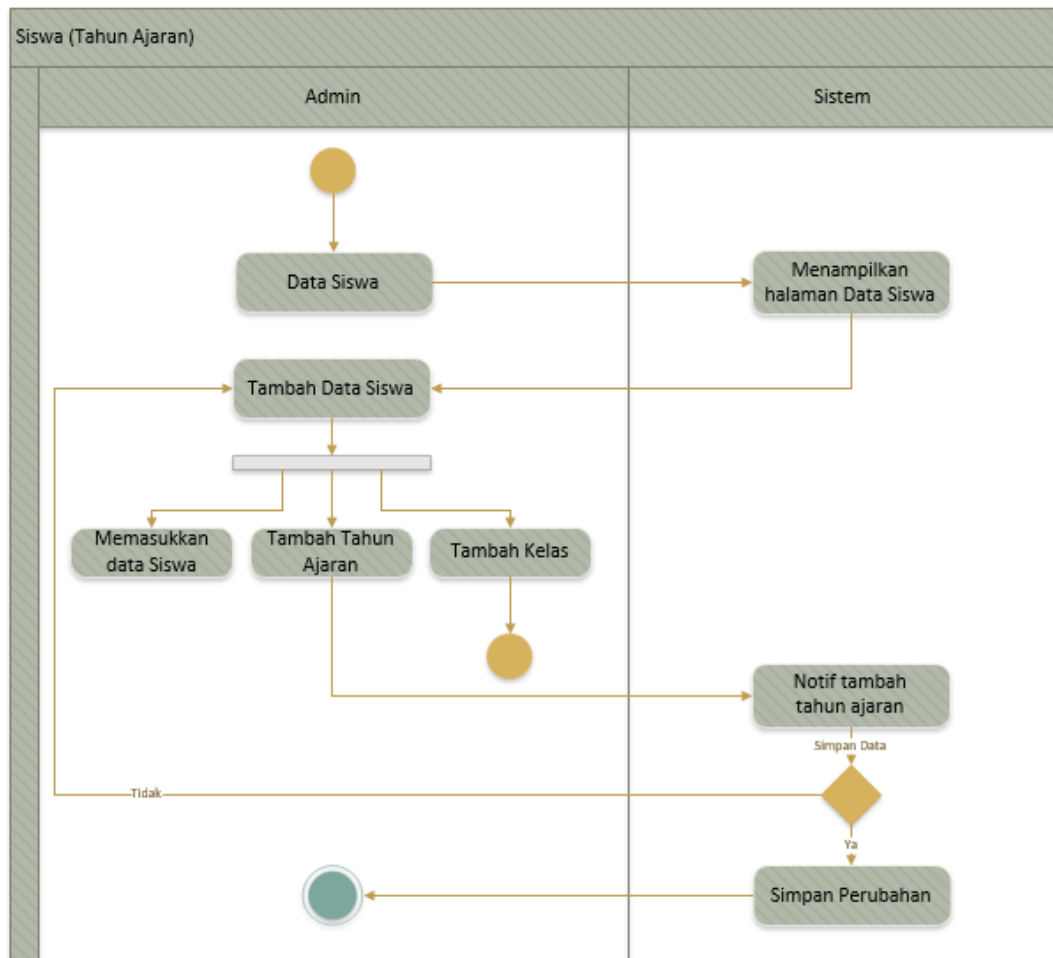 Siswa (Tahun Ajaran)
Admin
Sistem
Data Siswa
Menampilkan
halaman Data Siswa
Tambah Data Siswa
Memasukkan
data Siswa
Tambah Tahun
Ajaran
Tambah Kelas
Notif tambah
tahun ajaran
Simpan Data
Tidak
Ya
Simpan Perubahan